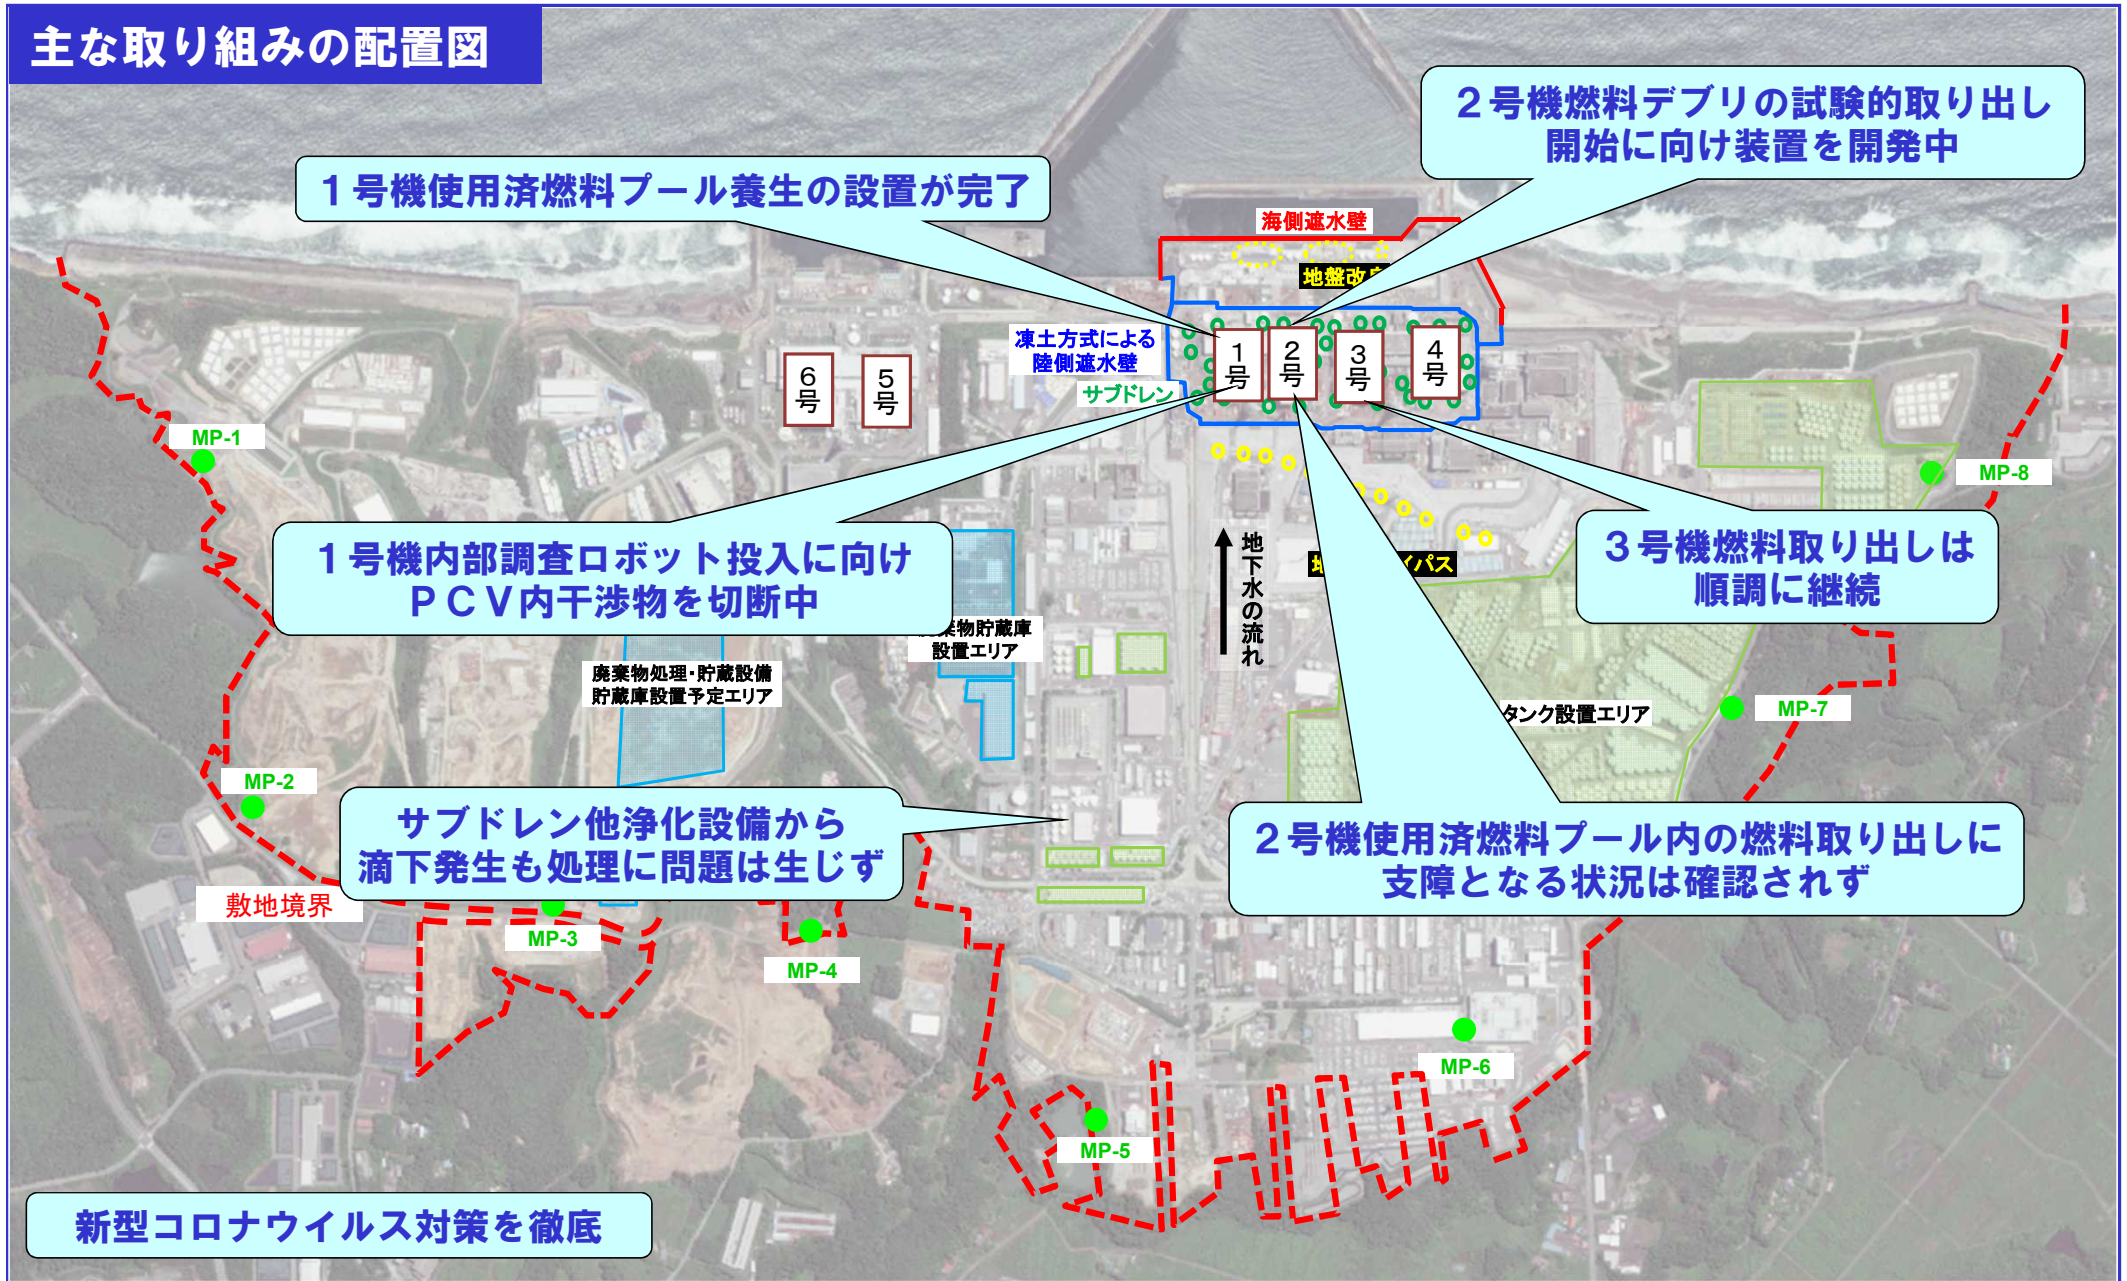 主な取り組みの配置図
２号機燃料デブリの試験的取り出し
開始に向け装置を開発中
１号機使用済燃料プール養生の設置が完了
海側遮水壁
地盤改
凍土方式による
陸側遮水壁
サブドレン
1号
2号
3号
4号
6号
5号
MP-1
MP-8
１号機内部調査ロボット投入に向け
ＰＣＶ内干渉物を切断中
３号機燃料取り出しは
順調に継続
地下水の流れ
イパス
棄物貯蔵庫
設置エリア
廃棄物処理・貯蔵設備
貯蔵庫設置予定エリア
タンク設置エリア
MP-7
MP-2
サブドレン他浄化設備から
滴下発生も処理に問題は生じず
２号機使用済燃料プール内の燃料取り出しに
支障となる状況は確認されず
敷地境界
MP-3
MP-4
MP-6
MP-5
新型コロナウイルス対策を徹底